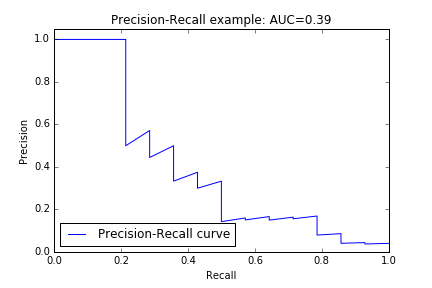 Precision-Recall example: AUC=0.39
1.0
0.8
0.6
0.4
0.2
0.0
Precision
Precision-Recall curve
0.0 0.2 0.4 0.6 0.8 1.0
Recall